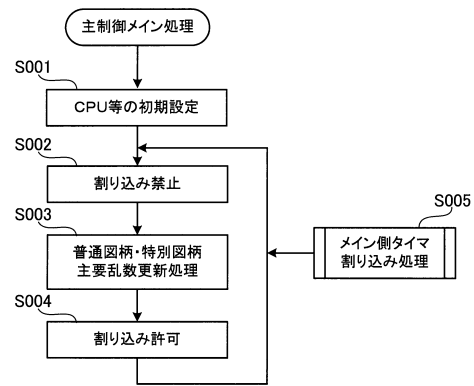 主制御メイン処理
S001
CPU等の初期設定
S002
割り込み禁止
S003
普通図柄・特別図柄
主要乱数更新処理
S004
割り込み許可
S005
メイン側タイマ
割り込み処理